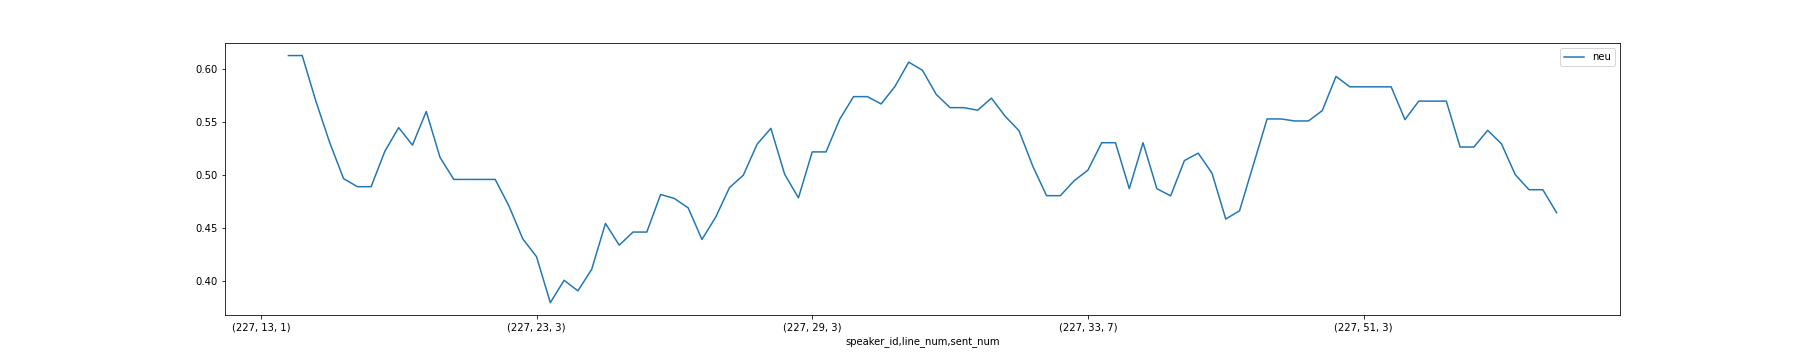 neu
0.60
0.55
0.50
0.45
0.40
(227, 13, 1) (227, 23, 3) (227, 29, 3) (227, 33, 7) (227, 51, 3)
speaker_id,line_num,sent_num